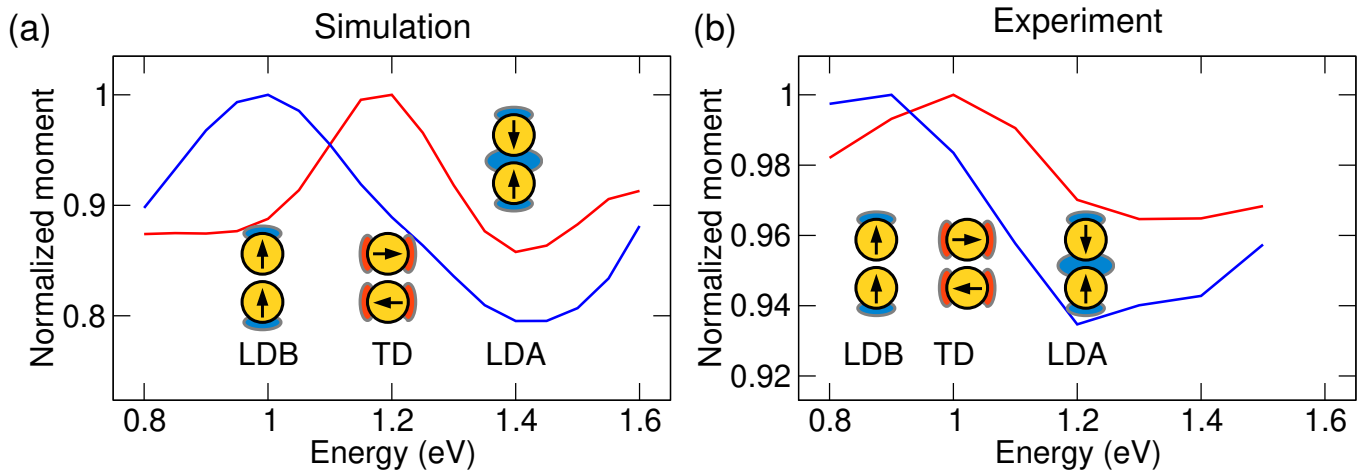 (a)
Simulation
Normalized moment
1
0.9
0.8
LDB
TD
LDA
0.8
1
1.2
1.4
1.6
Energy (eV)
(b)
Experiment
Normalized moment
1
0.98
0.96
0.94
0.92
LDB
TD
LDA
0.8
1
1.2
1.4
1.6
Energy (eV)